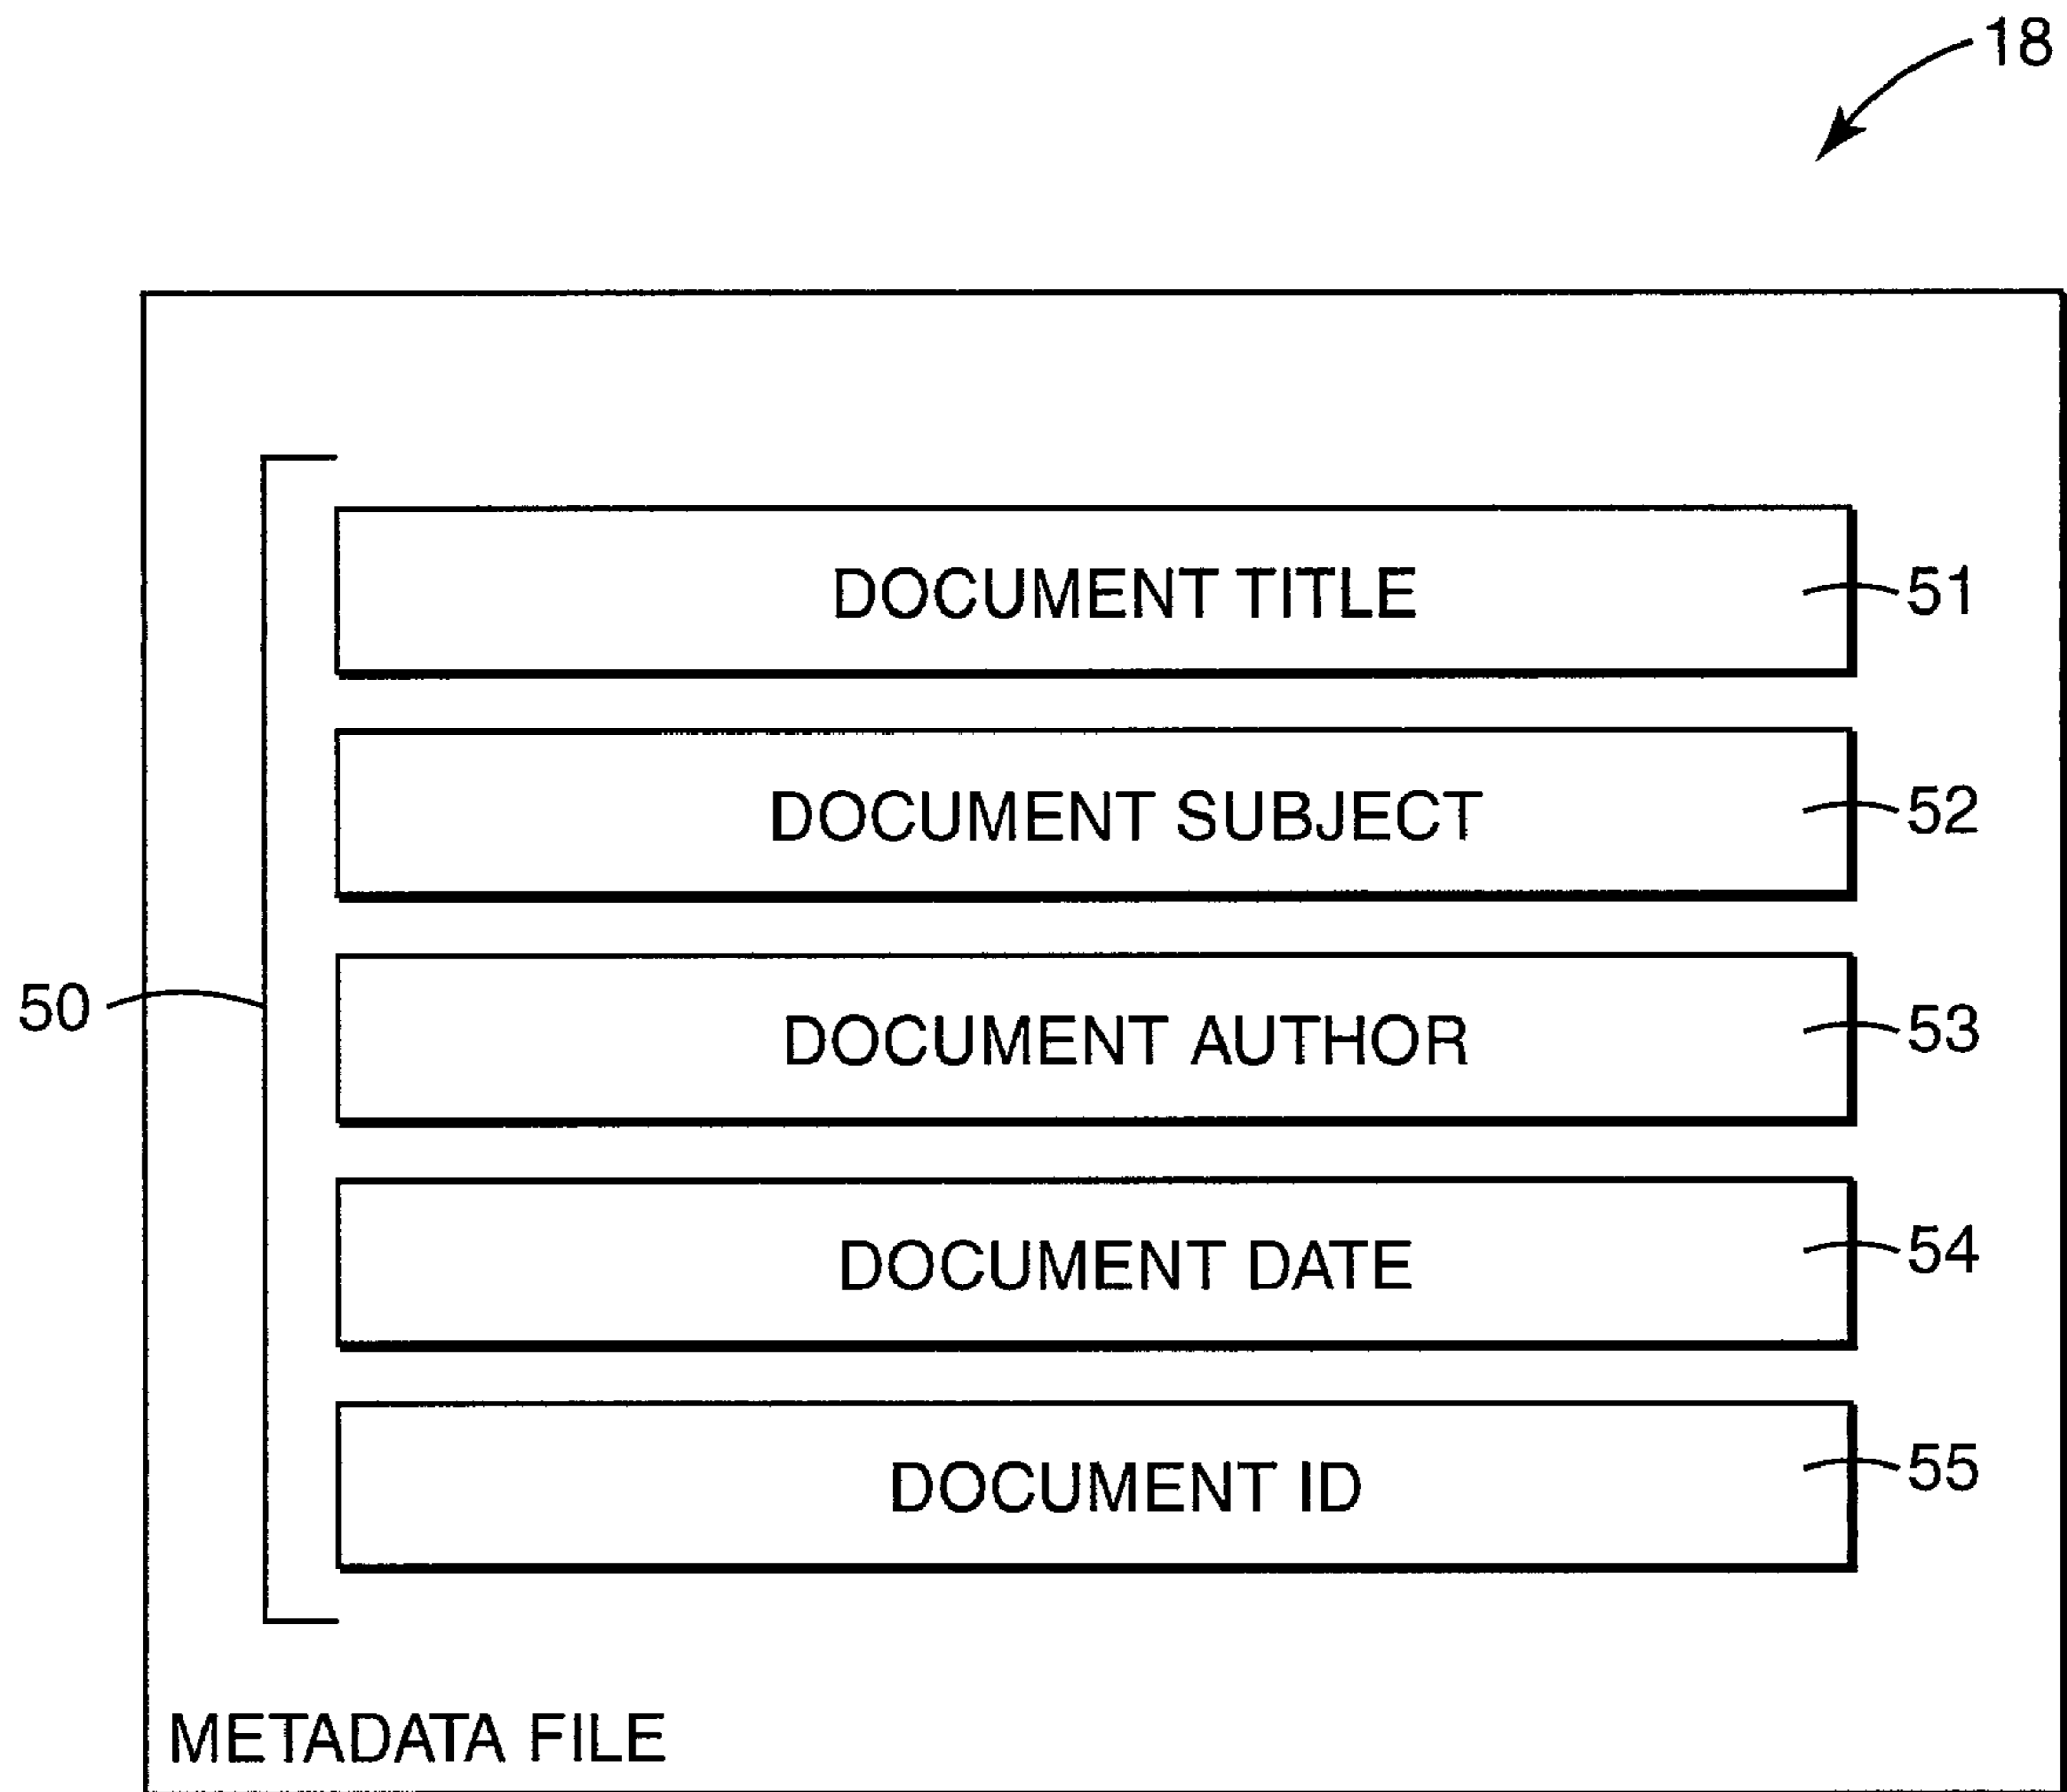 18
DOCUMENT TITLE 51
DOCUMENT SUBJECT 52
50 DOCUMENT AUTHOR 53
DOCUMENT DATE 54
DOCUMENT ID 55
METADATA FILE